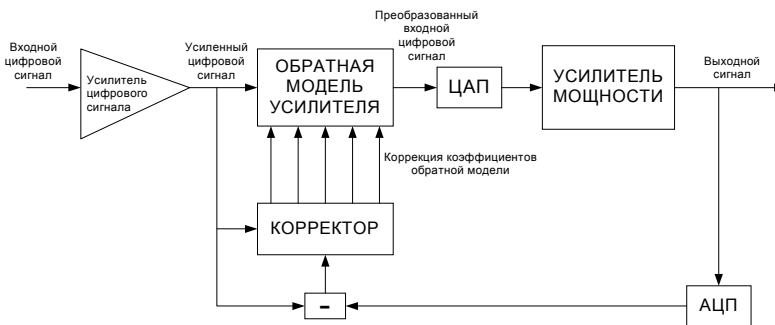 Входной
цифровой
сигнал
Усилитель
цифрового
сигнала
Усиленный
цифровой
сигнал
ОБРАТНАЯ
МОДЕЛЬ
УСИЛИТЕЛЯ
Преобразованный
входной
цифровой
сигнал
ЦАП
УСИЛИТЕЛЬ
МОЩНОСТИ
Выходной
сигнал
Коррекция коэффициентов
обратной модели
КОРРЕКТОР
-
АЦП